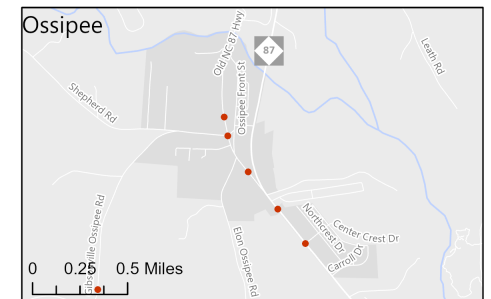 Ossipee
Old NC 87 Hwy
87
Leath Rd
Ossipee Front St
Shepherd Rd
Gibsonville Ossipee Rd
Northcrest Dr
Center Crest Dr
Carroll Dr
Elon Ossipee Rd
0 0.25 0.5 Miles